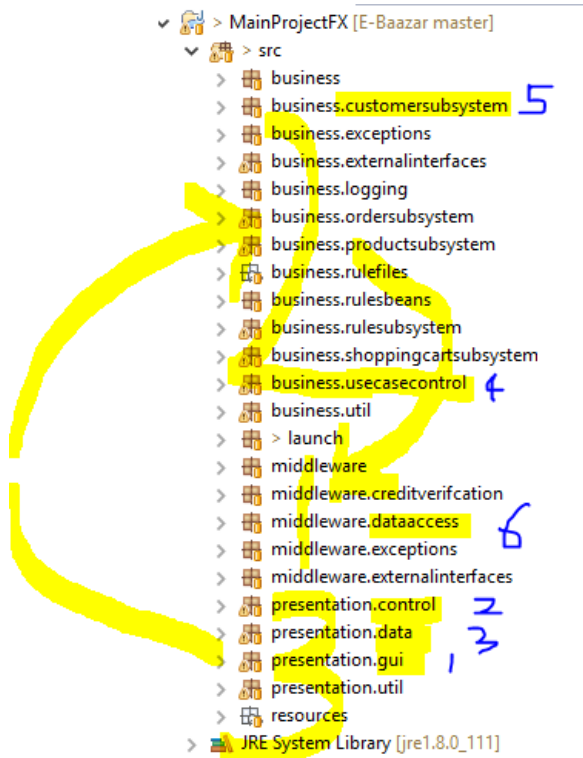 > MainProjectFX [E-Baazar master]
> src
business
business.customersubsystem 5
business.exceptions
business.externalinterfaces
business.logging
business.ordersubsystem
business.productsubsystem
business.rulefiles
business.rulesbeans
business.rulesubsystem
business.shoppingcartsubsystem
business.usecasecontrol 4
business.util
> launch
middleware
middleware.creditverifcation
middleware.dataaccess 6
middleware.exceptions
middleware.externalinterfaces
presentation.control 2
presentation.data 3
presentation.gui 1
presentation.util
resources
JRE System Library [jre1.8.0_111]